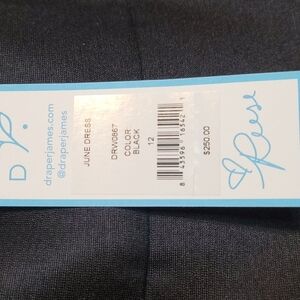 D P.
draperjames.com
@draperjames
JUNE DRESS
DRW0867
COLOR
BLACK
12
$250.00
Reese